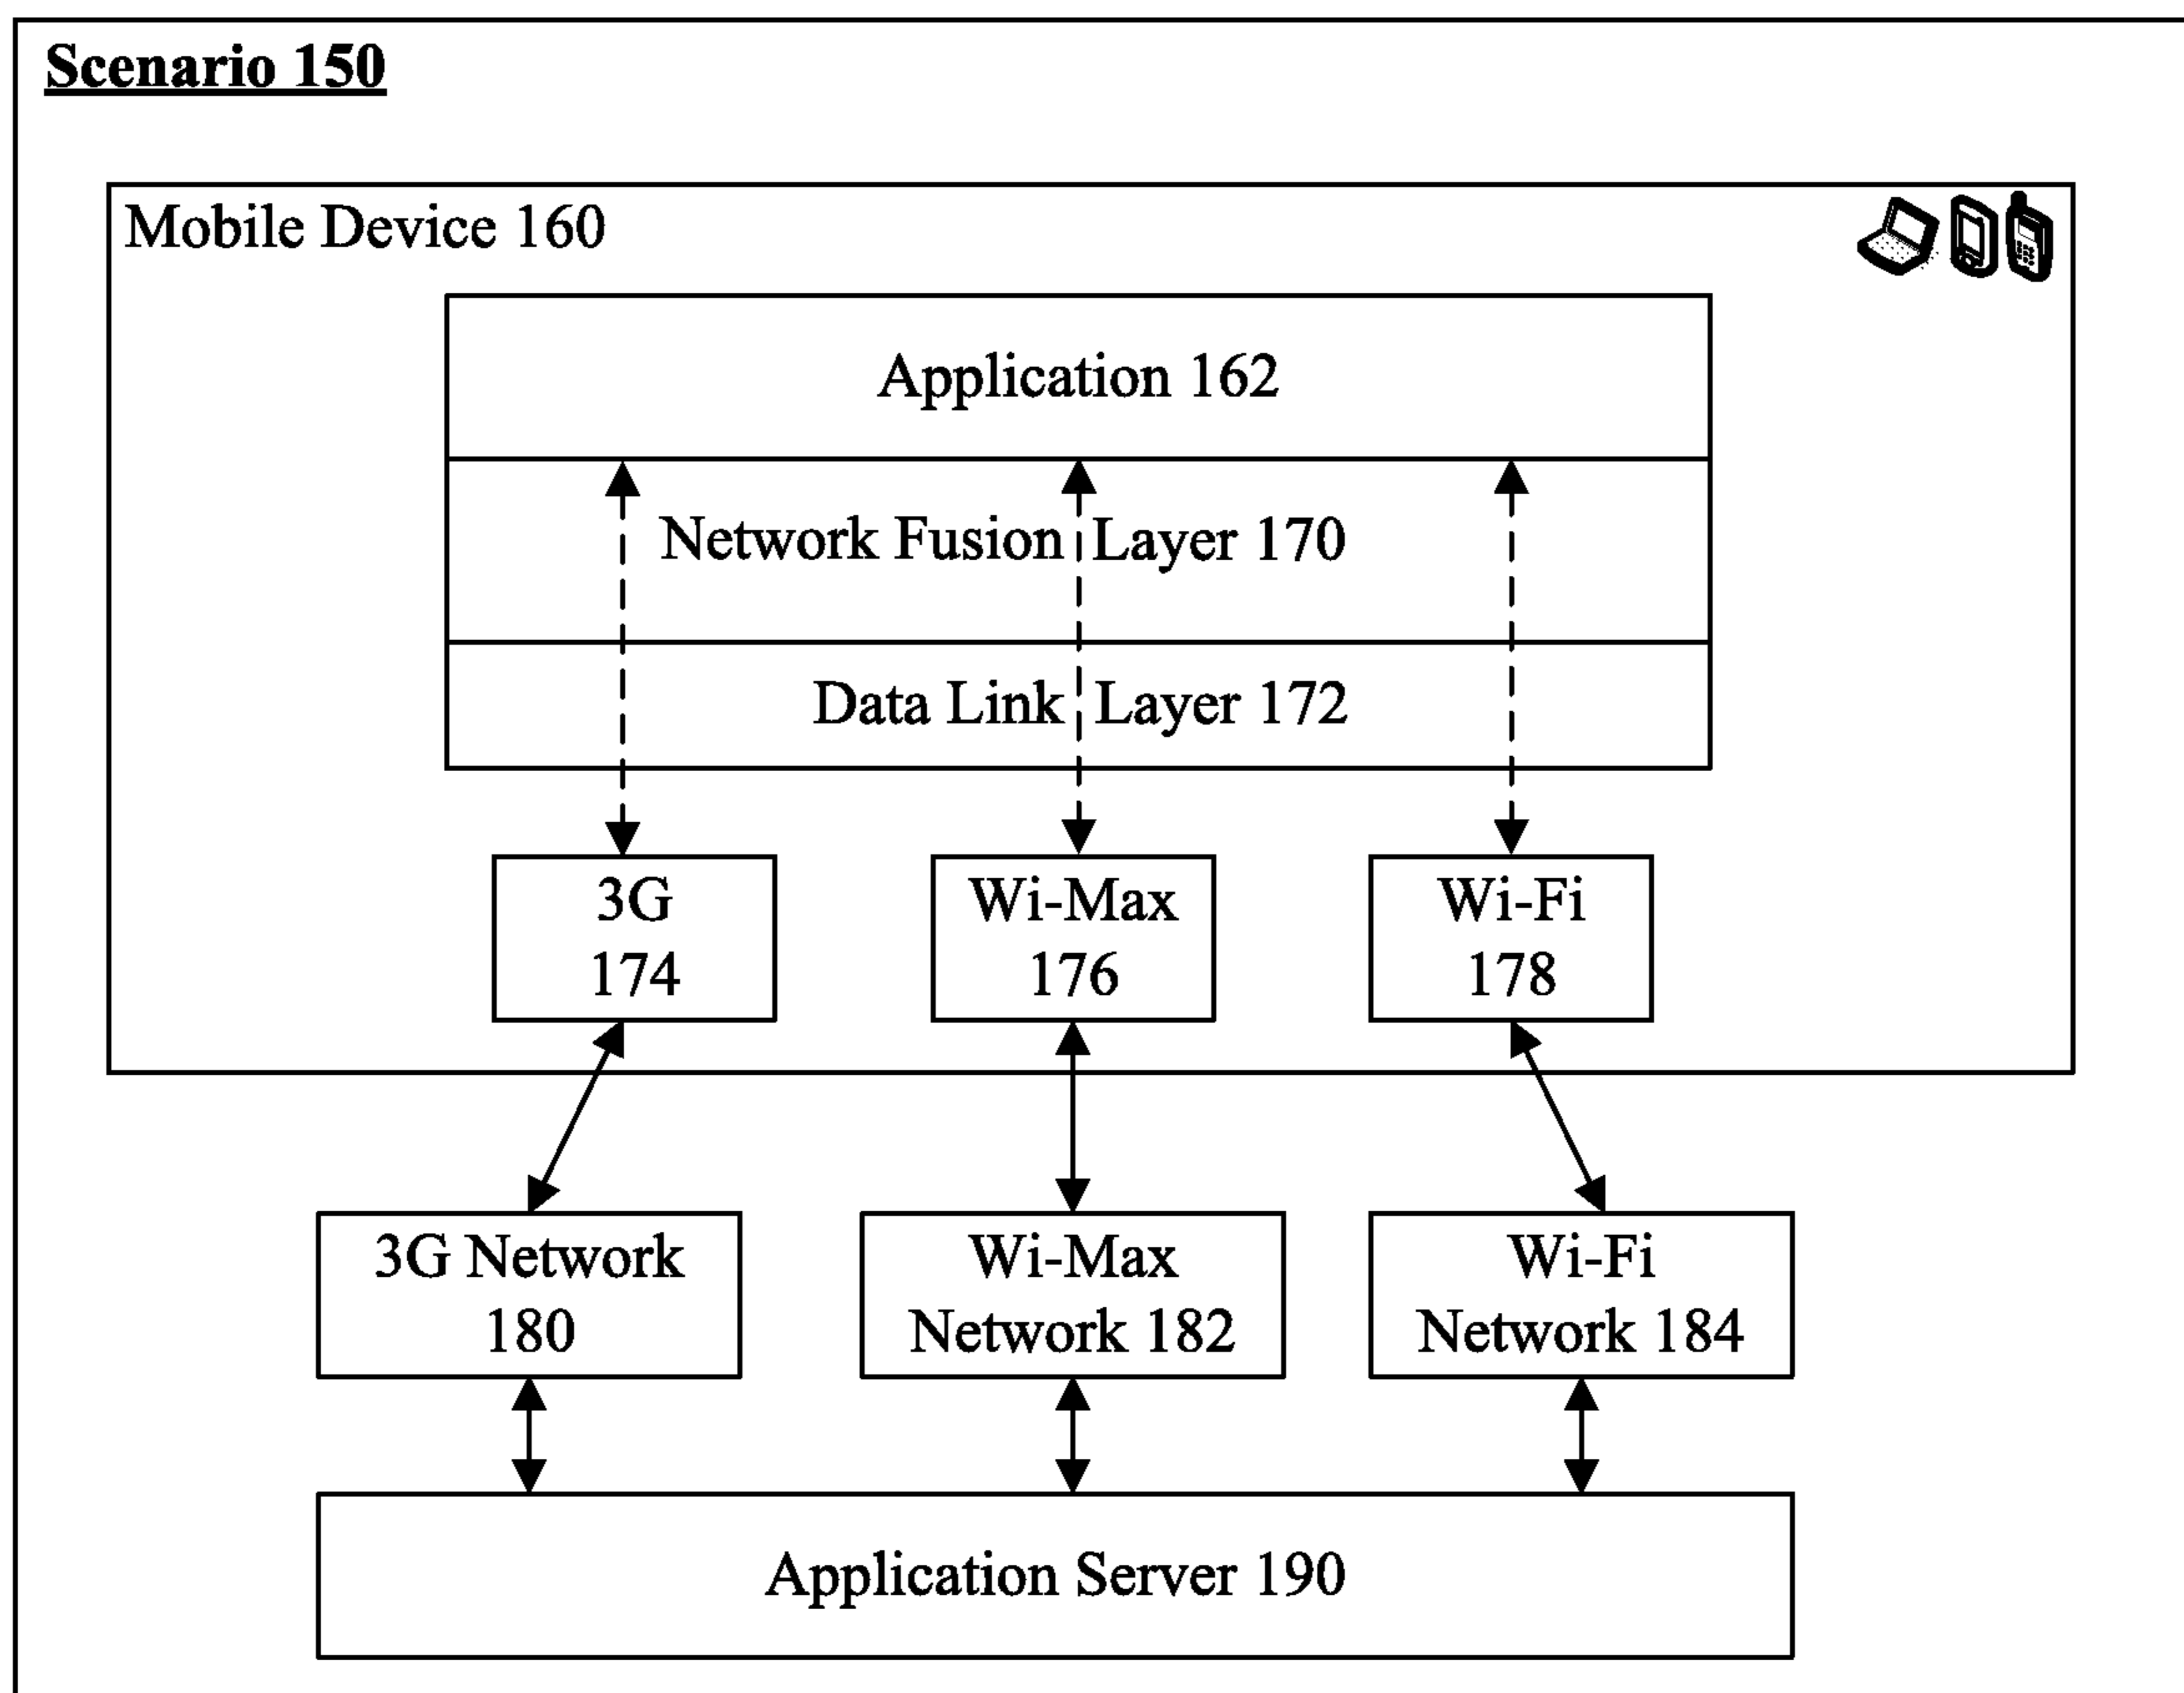 Scenario 150
Mobile Device 160
Application 162
Network Fusion Layer 170
Data Link Layer 172
3G
174
Wi-Max
176
Wi-Fi
178
3G Network
180
Wi-Max
Network 182
Wi-Fi
Network 184
Application Server 190